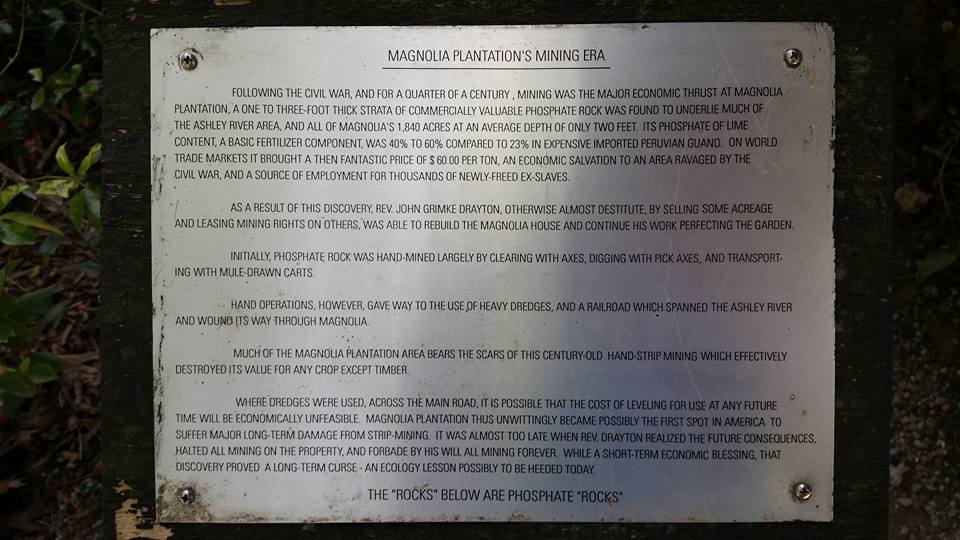 MAGNOLIA PLANTATION'S MINING ERA
FOLLOWING THE CIVIL WAR, AND FOR A QUARTER OF A CENTURY , MINING WAS THE MAJOR ECONOMIC THRUST AT MAGNOLIA
PLANTATION, A ONE TO THREE-FOOT THICK STRATA OF COMMERCIALLY VALUABLE PHOSPHATE ROCK WAS FOUND TO UNDERLIE MUCH OF
THE ASHLEY RIVER AREA, AND ALL OF MAGNOLIA'S 1,840 ACRES AT AN AVERAGE DEPTH OF ONLY TWO FEET. ITS PHOSPHATE OF LIME
CONTENT, A BASIC FERTILIZER COMPONENT, WAS 40% TO 60% COMPARED TO 23% IN EXPENSIVE IMPORTED PERUVIAN GUANO. ON WORLD
TRADE MARKETS IT BROUGHT A THEN FANTASTIC PRICE OF $ 60.00 PER TON, AN ECONOMIC SALVATION TO AN AREA RAVAGED BY THE
CIVIL WAR, AND A SOURCE OF EMPLOYMENT FOR THOUSANDS OF NEWLY-FREED EX-SLAVES.
AS A RESULT OF THIS DISCOVERY, REV. JOHN GRIMKE DRAYTON, OTHERWISE ALMOST DESTITUTE, BY SELLING SOME ACREAGE
AND LEASING MINING RIGHTS ON OTHERS, WAS ABLE TO REBUILD THE MAGNOLIA HOUSE AND CONTINUE HIS WORK PERFECTING THE GARDEN.
INITIALLY, PHOSPHATE ROCK WAS HAND-MINED LARGELY BY CLEARING WITH AXES, DIGGING WITH PICK AXES, AND TRANSPORT-
ING WITH MULE-DRAWN CARTS.
HAND OPERATIONS, HOWEVER, GAVE WAY TO THE USE OF HEAVY DREDGES, AND A RAILROAD WHICH SPANNED THE ASHLEY RIVER
AND WOUND ITS WAY THROUGH MAGNOLIA.
MUCH OF THE MAGNOLIA PLANTATION AREA BEARS THE SCARS OF THIS CENTURY-OLD HAND-STRIP MINING WHICH EFFECTIVELY
DESTROYED ITS VALUE FOR ANY CROP EXCEPT TIMBER.
WHERE DREDGES WERE USED, ACROSS THE MAIN ROAD, IT IS POSSIBLE THAT THE COST OF LEVELING FOR USE AT ANY FUTURE
TIME WILL BE ECONOMICALLY UNFEASIBLE. MAGNOLIA PLANTATION THUS UNWITTINGLY BECAME POSSIBLY THE FIRST SPOT IN AMERICA TO
SUFFER MAJOR LONG-TERM DAMAGE FROM STRIP-MINING. IT WAS ALMOST TOO LATE WHEN REV. DRAYTON REALIZED THE FUTURE CONSEQUENCES,
HALTED ALL MINING ON THE PROPERTY, AND FORBADE BY HIS WILL ALL MINING FOREVER. WHILE A SHORT-TERM ECONOMIC BLESSING, THAT
DISCOVERY PROVED A LONG-TERM CURSE - AN ECOLOGY LESSON POSSIBLY TO BE HEEDED TODAY.
THE "ROCKS" BELOW ARE PHOSPHATE "ROCKS"